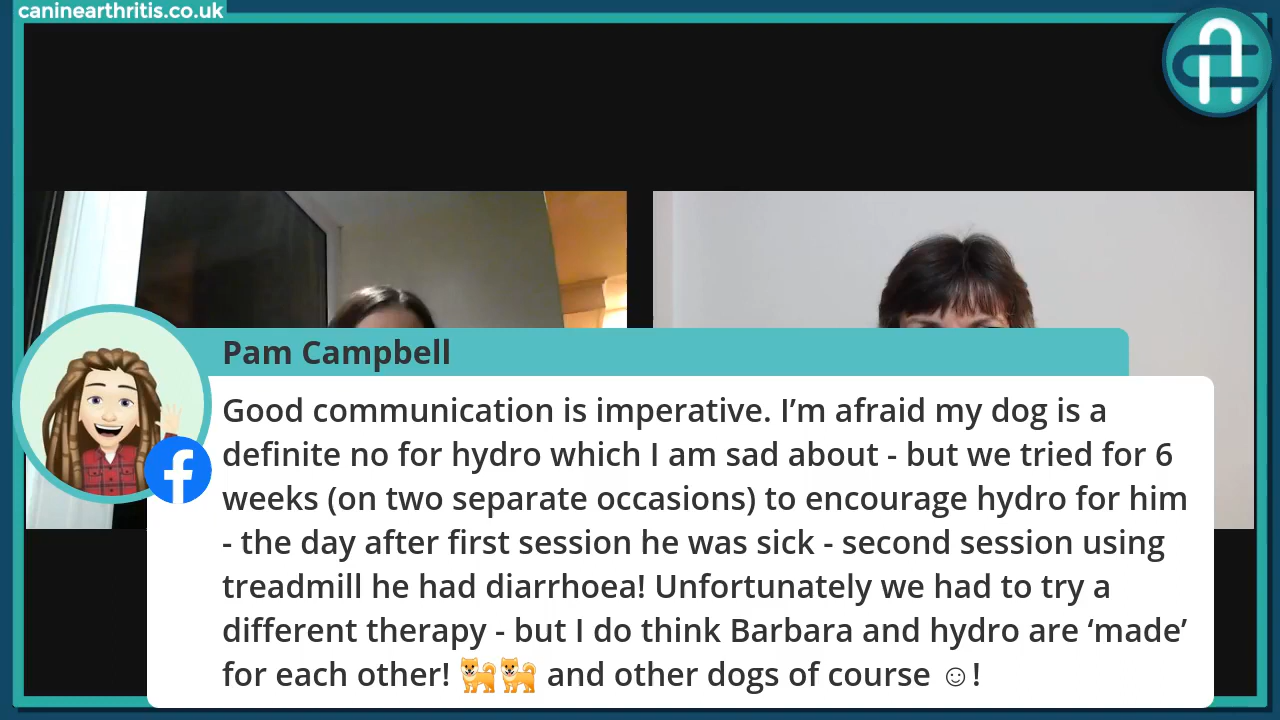 caninearthritis.co.uk
Pam Campbell
Good communication is imperative. I’m afraid my dog is a
definite no for hydro which I am sad about - but we tried for 6
weeks (on two separate occasions) to encourage hydro for him
- the day after first session he was sick - second session using
treadmill he had diarrhoea! Unfortunately we had to try a
different therapy - but I do think Barbara and hydro are ‘made’
for each other! 🐕🐕 and other dogs of course ☺!